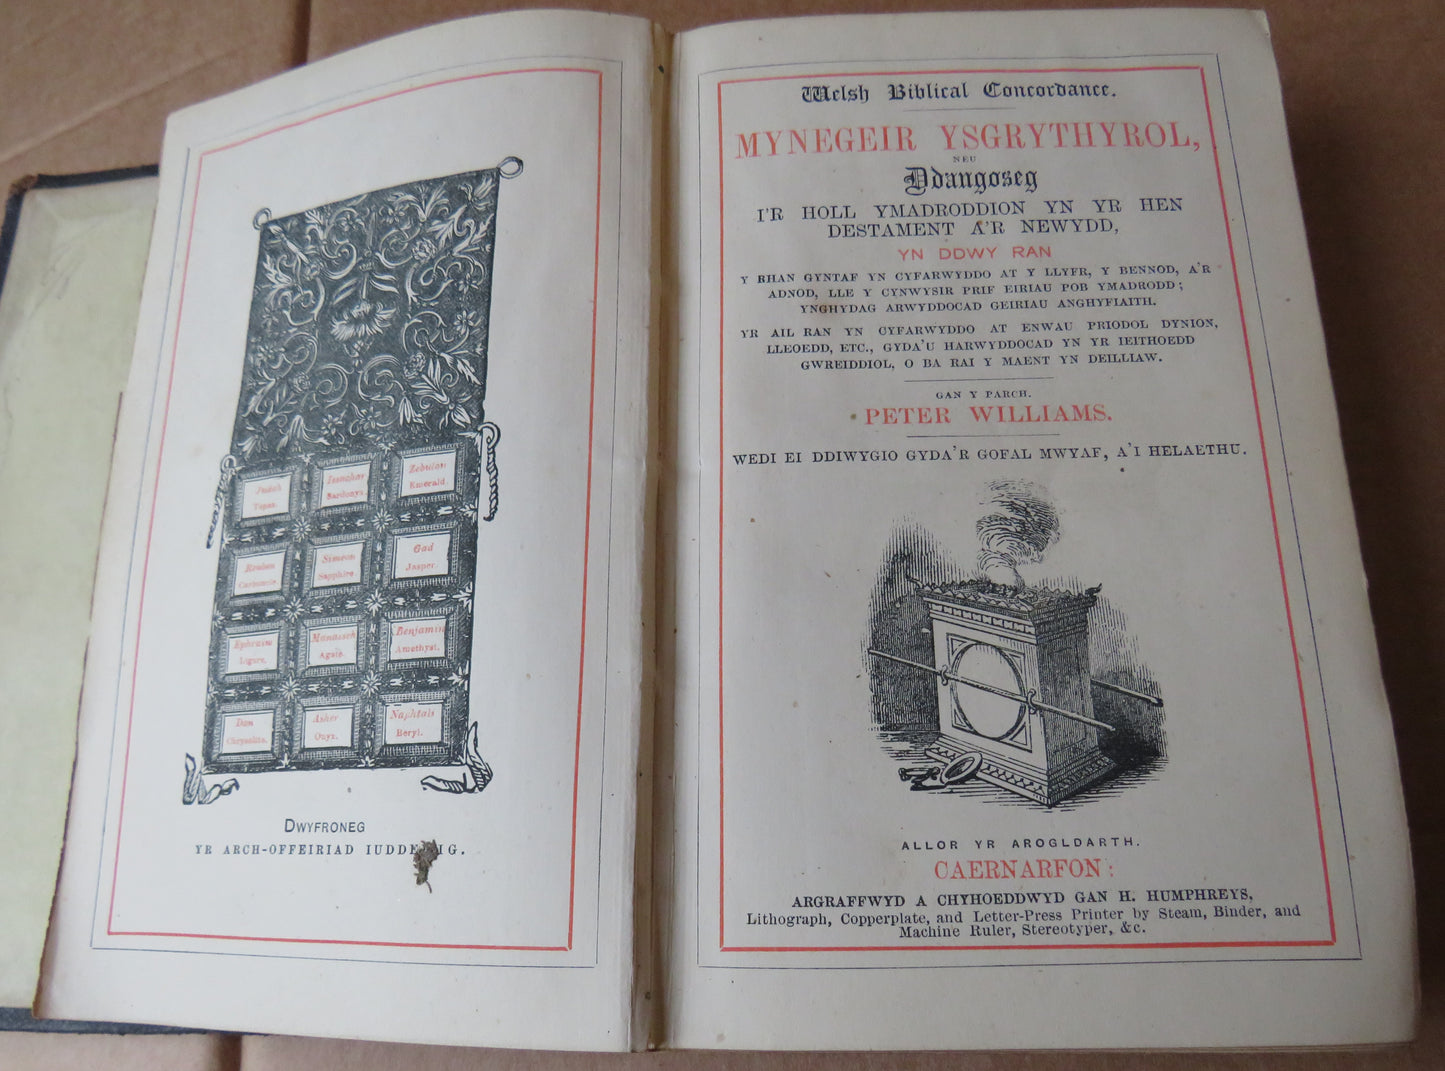 Judah Issachar Zebulon
Topaz. Sardonyx. Emerald.
Reuben Simeon Gad
Carbuncle. Sapphire. Jasper.
Ephraim Manasseh Benjamin
Ligure. Agate. Amethyst.
Dan Asher Naphtali
Chrysolite. Onyx. Beryl.
DWYFRONEG
YR ARCH-OFFEIRIAD
Welsh Biblical Concordance.
MYNEGEIR YSGRYTHYROL,
NEU
Ddangoseg
I'R HOLL YMADRODDION YN YR HEN
DESTAMENT A'R NEWYDD,
YN DDWY RAN
Y RHAN GYNTAF YN CYFARWYDDO AT Y LLYFR, Y BENNOD, A'R
ADNOD, LLE Y CYNWYSIR PRIF EIRIAU POB YMADRODD;
YNGHYDAG ARWYDDOCAD GEIRIAU ANGHYFIAITH.
YR AIL RAN YN CYFARWYDDO AT ENWAU PRIODOL DYNION,
LLEOEDD, ETC., GYDA'U HARWYDDOCAD YN YR IEITHOEDD
GWREIDDIOL, O BA RAI Y MAENT YN DEILLIAW.
GAN Y PARCH.
PETER WILLIAMS.
WEDI EI DDIWYGIO GYDA'R GOFAL MWYAF, A'I HELAETHU.
ALLOR YR AROGLDARTH.
CAERNARFON:
ARGRAFFWYD A CHYHOEDDWYD GAN H. HUMPHREYS,
Lithograph, Copperplate, and Letter-Press Printer by Steam, Binder, and
Machine Ruler, Stereotyper, &c.